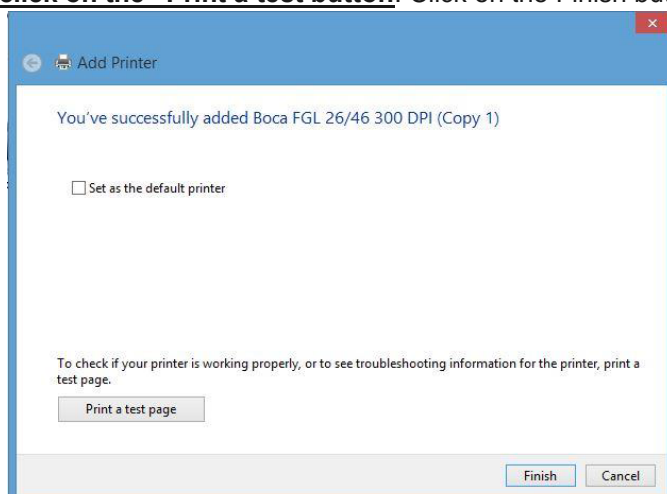 click on the "Print a test button. Click on the Finish but
Add Printer
You've successfully added Boca FGL 26/46 300 DPI (Copy 1)
Set as the default printer
To check if your printer is working properly, or to see troubleshooting information for the printer, print a
test page.
Print a test page
Finish Cancel